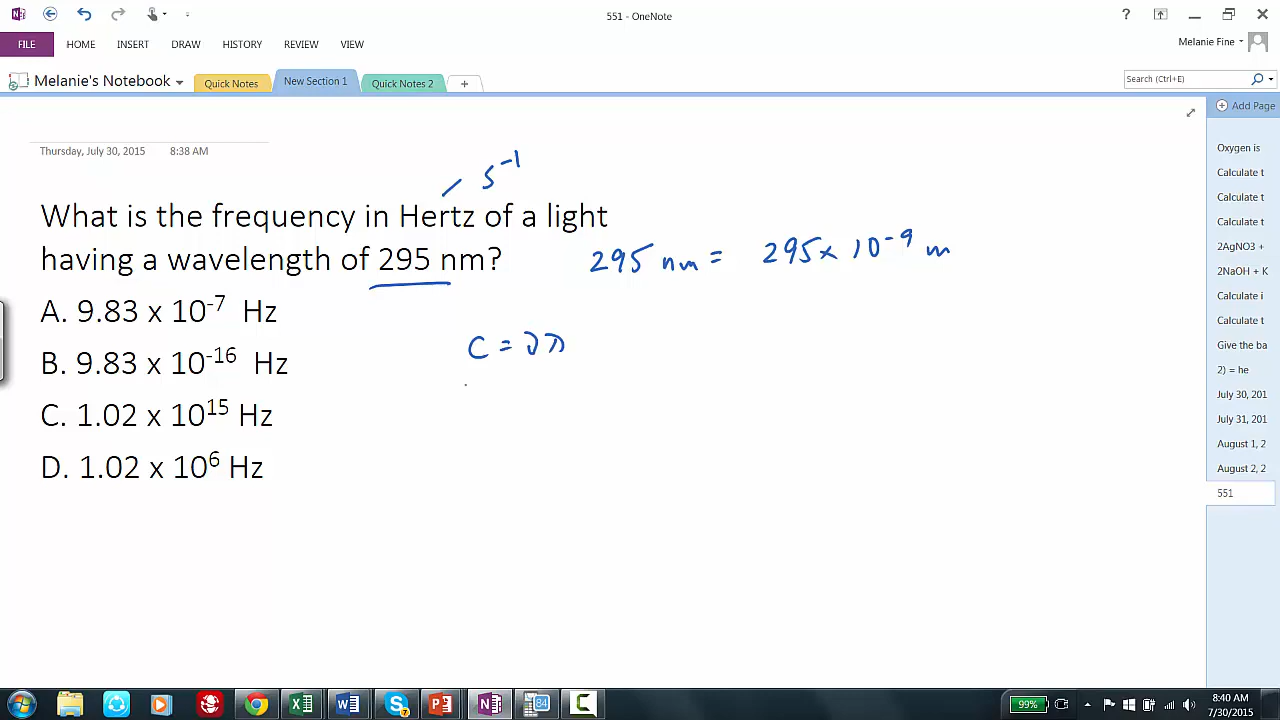 551 - OneNote
?
FILE HOME INSERT DRAW HISTORY REVIEW VIEW
Melanie Fine
Melanie's Notebook
Quick Notes
New Section 1
Quick Notes 2
+
Search (Ctrl+E)
Add Page
Thursday, July 30, 2015 8:38 AM
s⁻¹
What is the frequency in Hertz of a light
having a wavelength of 295 nm?
295 nm = 295 x 10⁻⁹ m
A. 9.83 x 10⁻⁷ Hz
C = νλ
B. 9.83 x 10⁻¹⁶ Hz
C. 1.02 x 10¹⁵ Hz
D. 1.02 x 10⁶ Hz
Oxygen is
Calculate t
Calculate t
Calculate t
2AgNO3 +
2NaOH + K
Calculate i
Calculate t
Give the ba
2) = he
July 30, 201
July 31, 201
August 1, 2
August 2, 2
551
99%
84
8:40 AM
7/30/2015